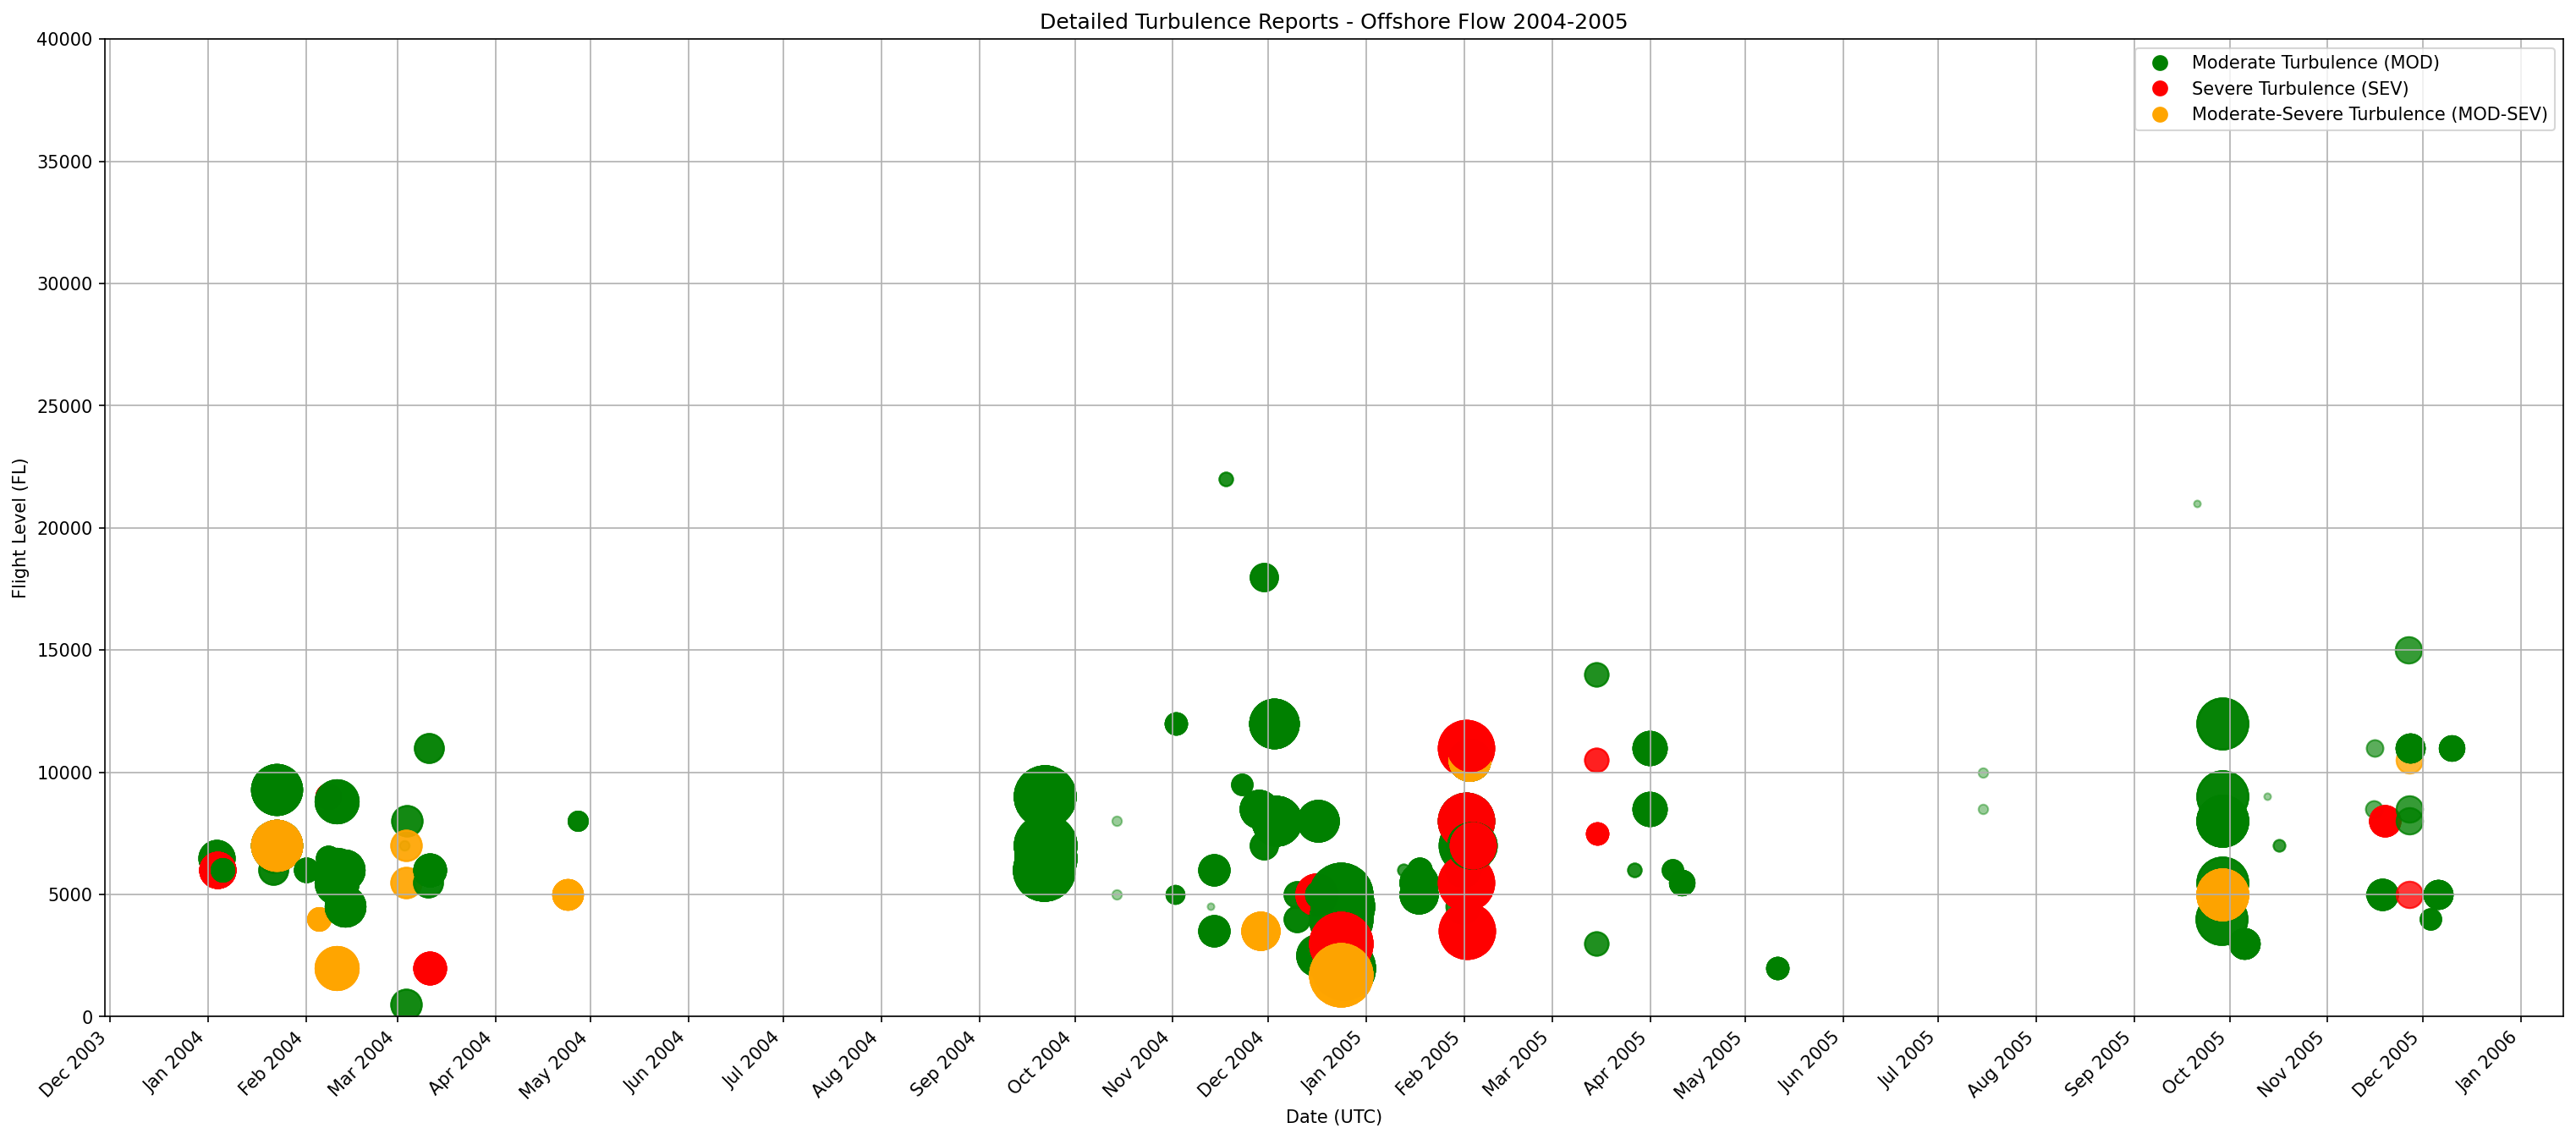 Detailed Turbulence Reports - Offshore Flow 2004-2005
Moderate Turbulence (MOD)
Severe Turbulence (SEV)
Moderate-Severe Turbulence (MOD-SEV)
Flight Level (FL)
40000
35000
30000
25000
20000
15000
10000
5000
0
Dec 2003
Jan 2004
Feb 2004
Mar 2004
Apr 2004
May 2004
Jun 2004
Jul 2004
Aug 2004
Sep 2004
Oct 2004
Nov 2004
Dec 2004
Jan 2005
Feb 2005
Mar 2005
Apr 2005
May 2005
Jun 2005
Jul 2005
Aug 2005
Sep 2005
Oct 2005
Nov 2005
Dec 2005
Jan 2006
Date (UTC)